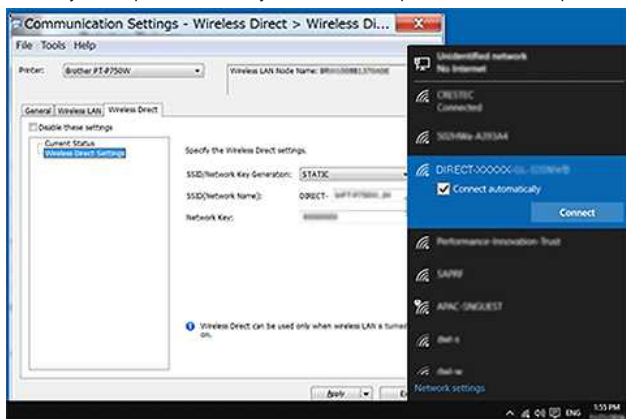 Communication Settings - Wireless Direct > Wireless Di...
File Tools Help
Printer:
Brother PT-P750W
Wireless LAN Node Name:
General
Wireless LAN
Wireless Direct
Disable these settings
Current Status
Wireless Direct Settings
Specify the Wireless Direct settings.
SSID/Network Key Generation:
STATIC
SSID(Network Name):
DIRECT-
Network Key:
Wireless Direct can be used only when wireless LAN is turned
on.
Apply
Unidentified network
No Internet
CRESTEC
Connected
DIRECT-XXXXX
Connect automatically
Connect
Performance-Innovation-Trust
SAPRF
APAC-SNGUEST
Network settings
ENG
1:55 PM